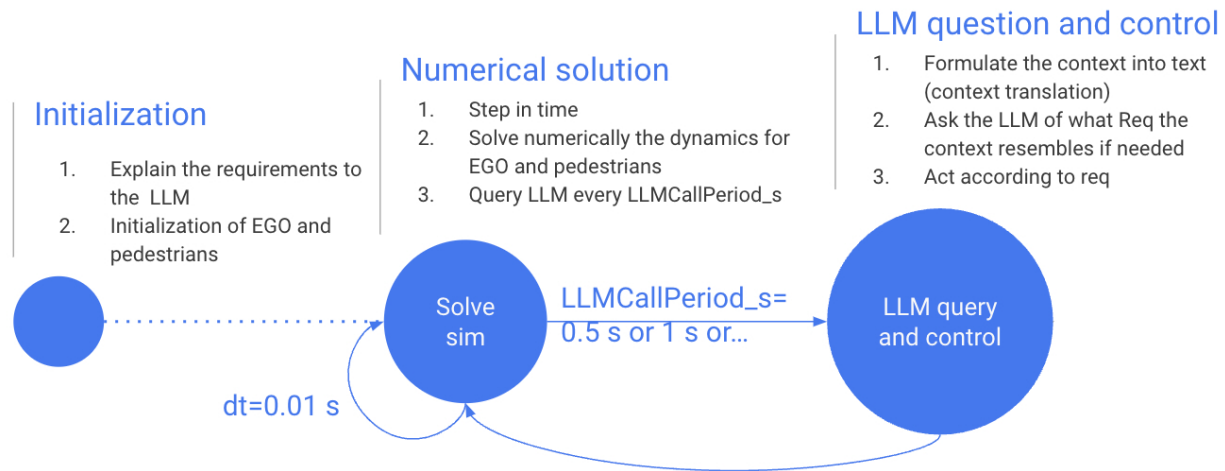 Initialization
1. Explain the requirements to
the LLM
2. Initialization of EGO and
pedestrians
Numerical solution
1. Step in time
2. Solve numerically the dynamics for
EGO and pedestrians
3. Query LLM every LLMCallPeriod_s
LLM question and control
1. Formulate the context into text
(context translation)
2. Ask the LLM of what Req the
context resembles if needed
3. Act according to req
Solve
sim
dt=0.01 s
LLMCallPeriod_s=
0.5 s or 1 s or…
LLM query
and control